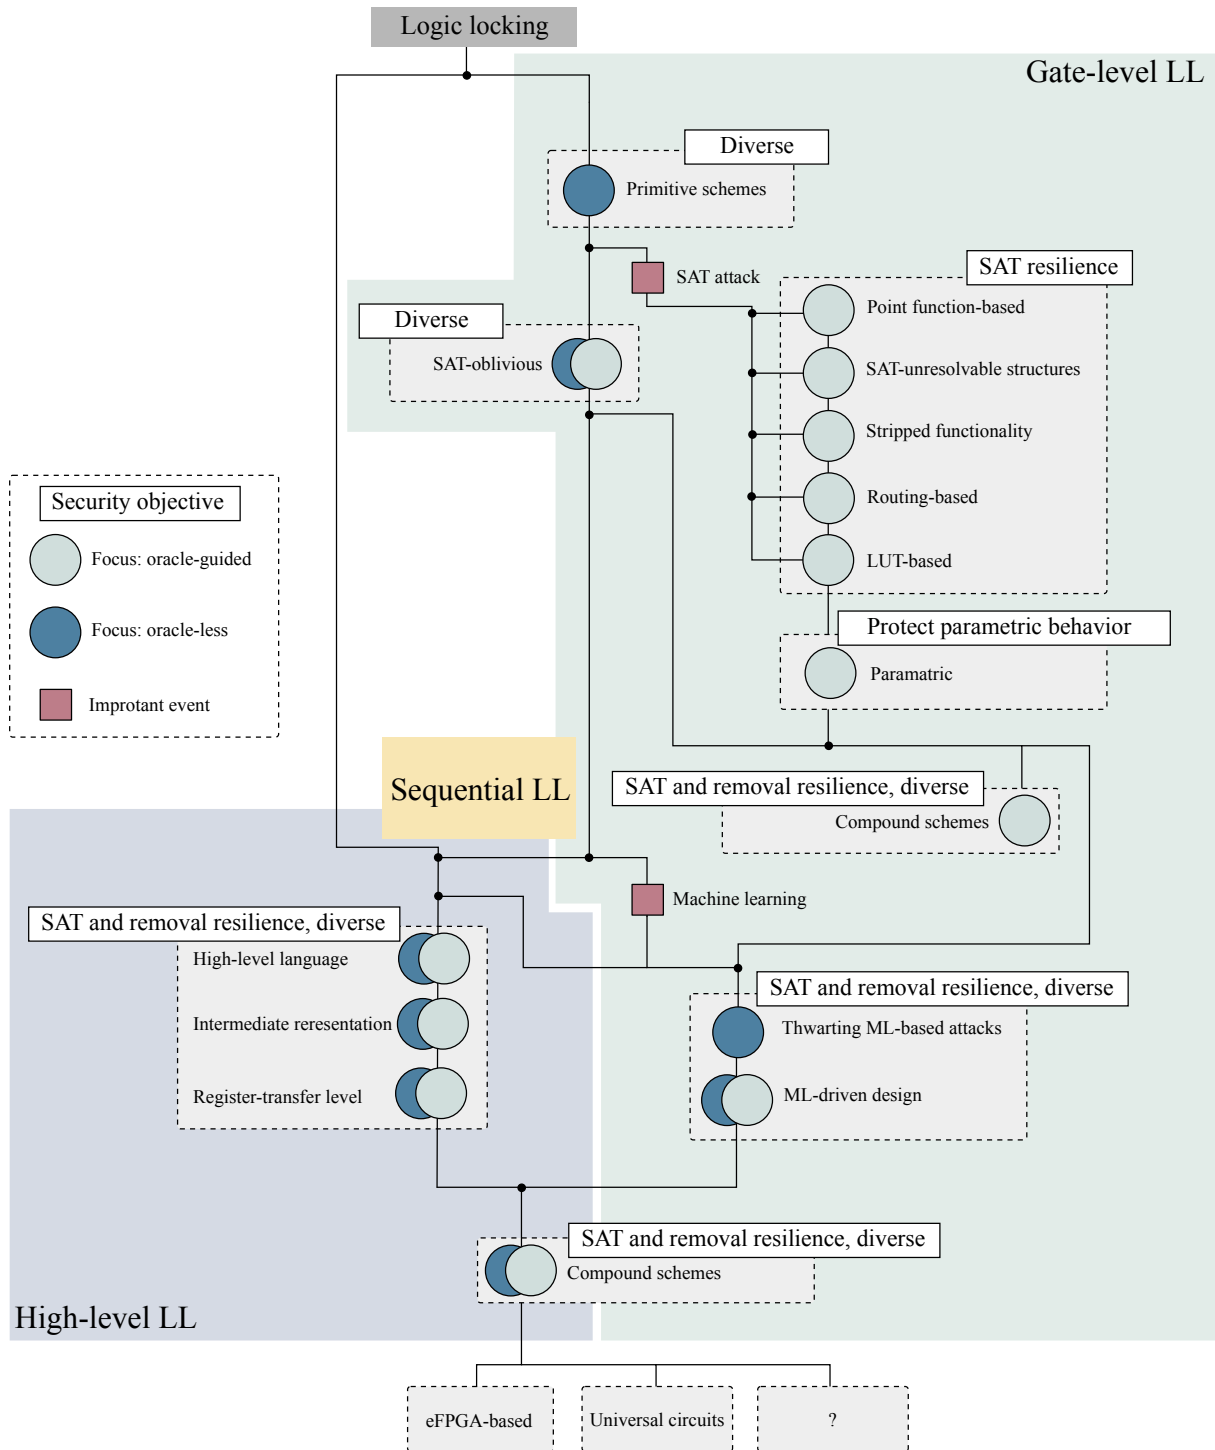 Logic locking
Gate-level LL
Diverse
Primitive schemes
SAT attack
SAT resilience
Point function-based
Diverse
SAT-oblivious
SAT-unresolvable structures
Stripped functionality
Routing-based
LUT-based
Security objective
Focus: oracle-guided
Focus: oracle-less
Improtant event
Protect parametric behavior
Paramatric
Sequential LL
SAT and removal resilience, diverse
Compound schemes
Machine learning
SAT and removal resilience, diverse
High-level language
Intermediate reresentation
Register-transfer level
SAT and removal resilience, diverse
Thwarting ML-based attacks
ML-driven design
SAT and removal resilience, diverse
Compound schemes
High-level LL
eFPGA-based
Universal circuits
?